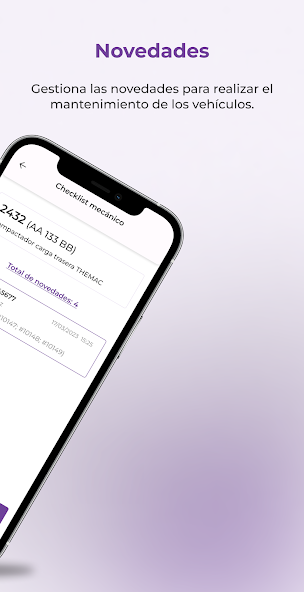 Novedades
Gestiona las novedades para realizar el
mantenimiento de los vehículos.
Checklist mecánico
2432 (AA 133 BB)
mpactador carga trasera THEMAC
Total de novedades: 4
5677
17/03/2023 15:25
#10147; #10148; #10149)